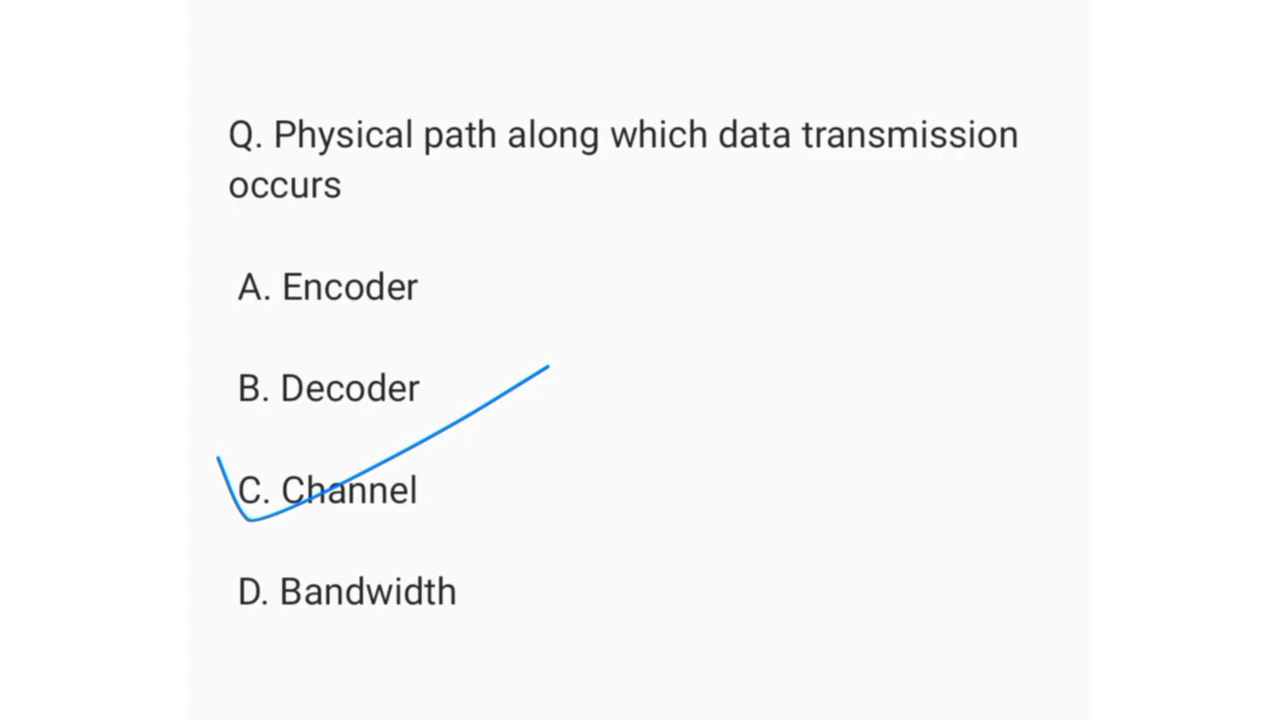 Q. Physical path along which data transmission
occurs
A. Encoder
B. Decoder
C. Channel
D. Bandwidth